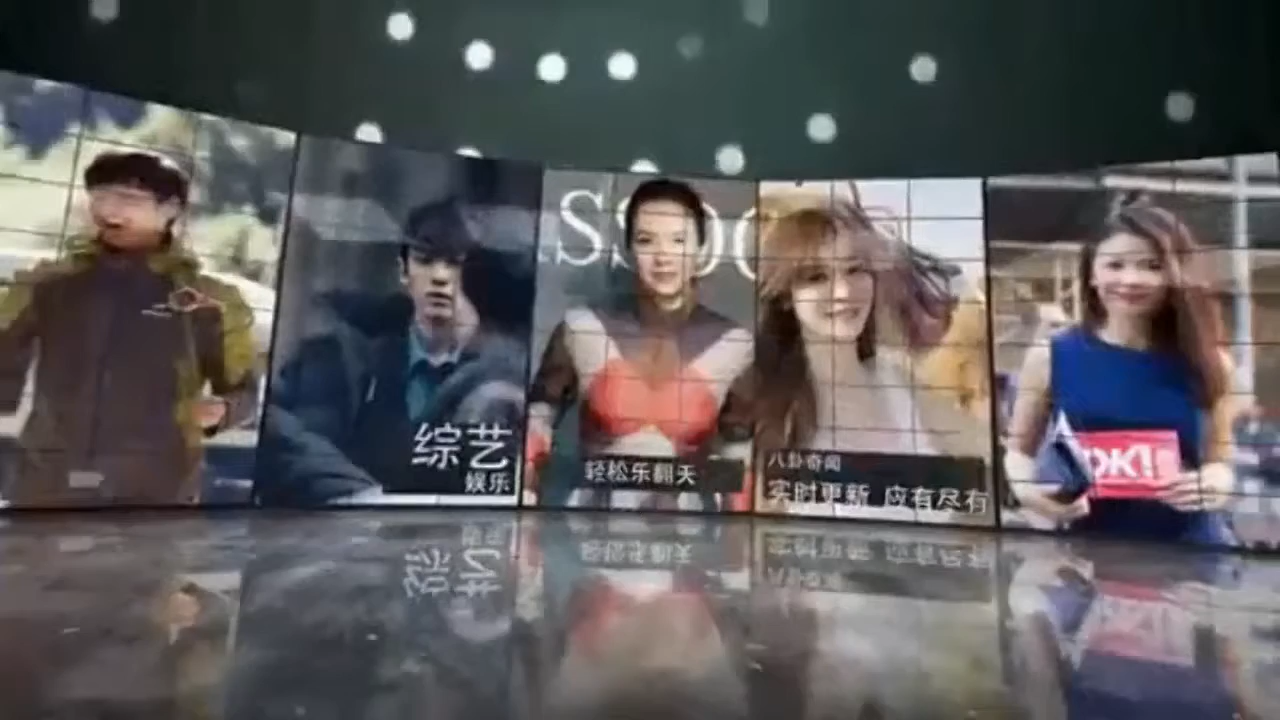 综艺
娱乐
轻松乐翻天
八卦奇闻
实时更新 应有尽有
OK!